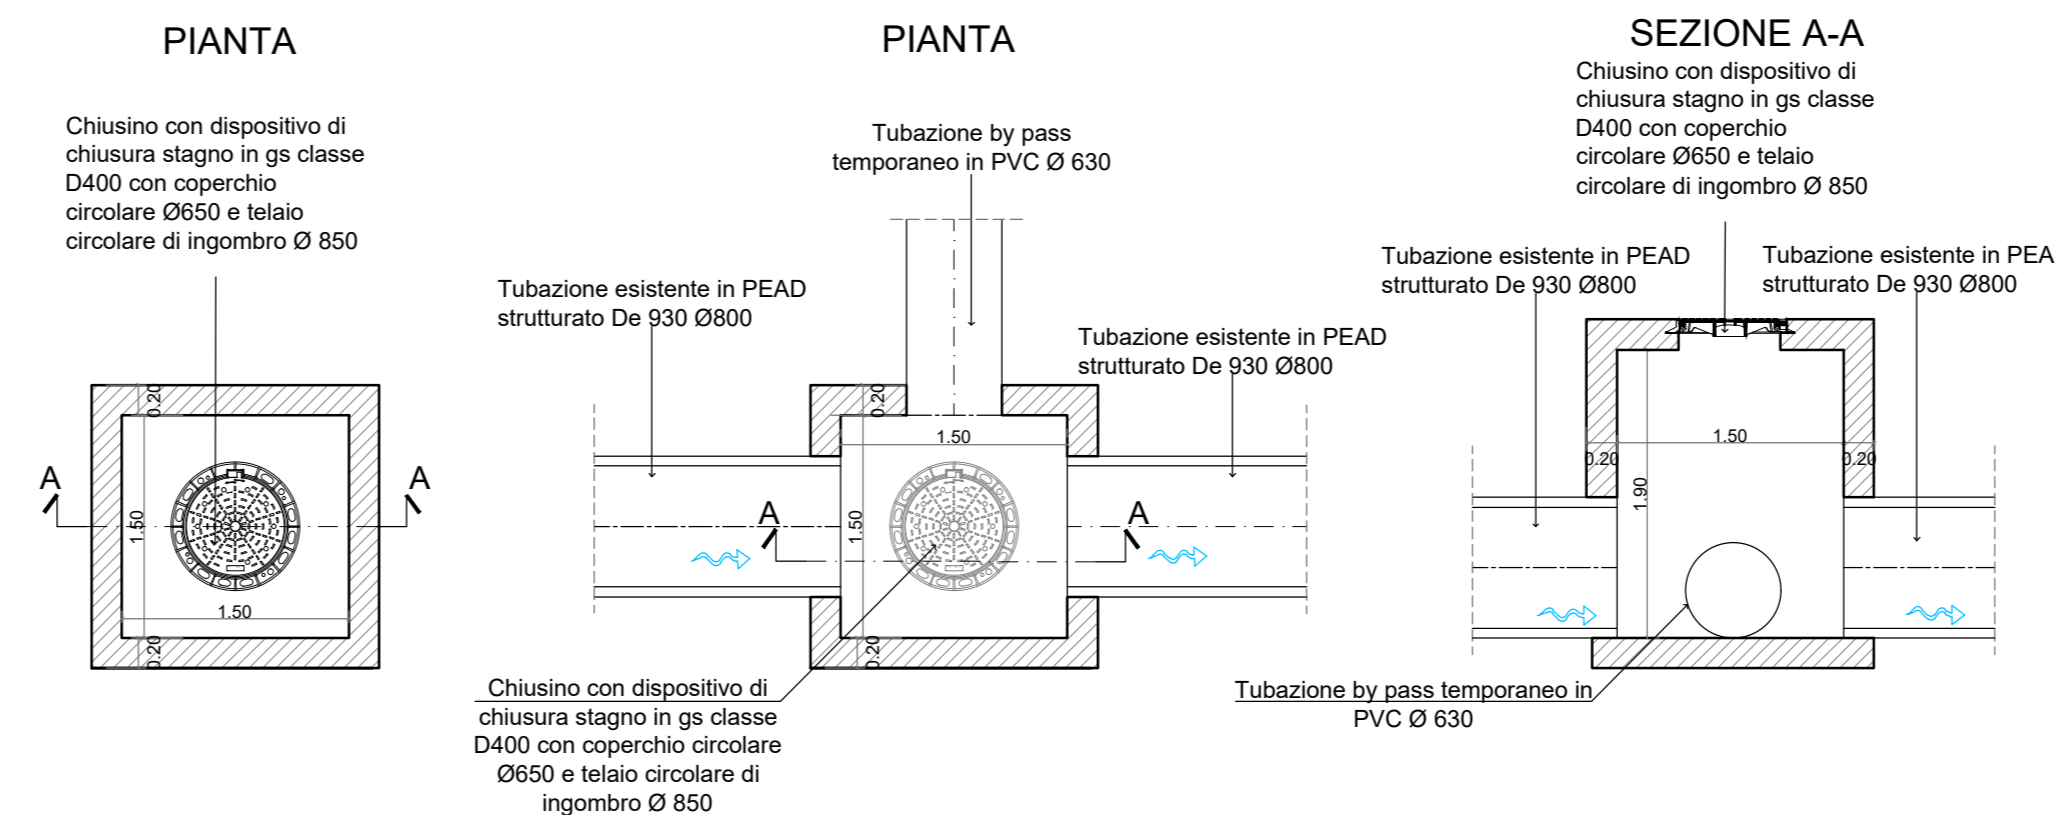 PIANTA
Chiusino con dispositivo di
chiusura stagno in gs classe
D400 con coperchio
circolare Ø650 e telaio
circolare di ingombro Ø 850
0.20
A
A
1.50
1.50
0.20
PIANTA
Tubazione by pass
temporaneo in PVC Ø 630
Tubazione esistente in PEAD
strutturato De 930 Ø800
Tubazione esistente in PEAD
strutturato De 930 Ø800
0.20
1.50
A
A
1.50
0.20
Chiusino con dispositivo di
chiusura stagno in gs classe
D400 con coperchio circolare
Ø650 e telaio circolare di
ingombro Ø 850
SEZIONE A-A
Chiusino con dispositivo di
chiusura stagno in gs classe
D400 con coperchio
circolare Ø650 e telaio
circolare di ingombro Ø 850
Tubazione esistente in PEAD
strutturato De 930 Ø800
Tubazione esistente in PEA
strutturato De 930 Ø800
1.50
0.20
0.20
1.90
Tubazione by pass temporaneo in
PVC Ø 630